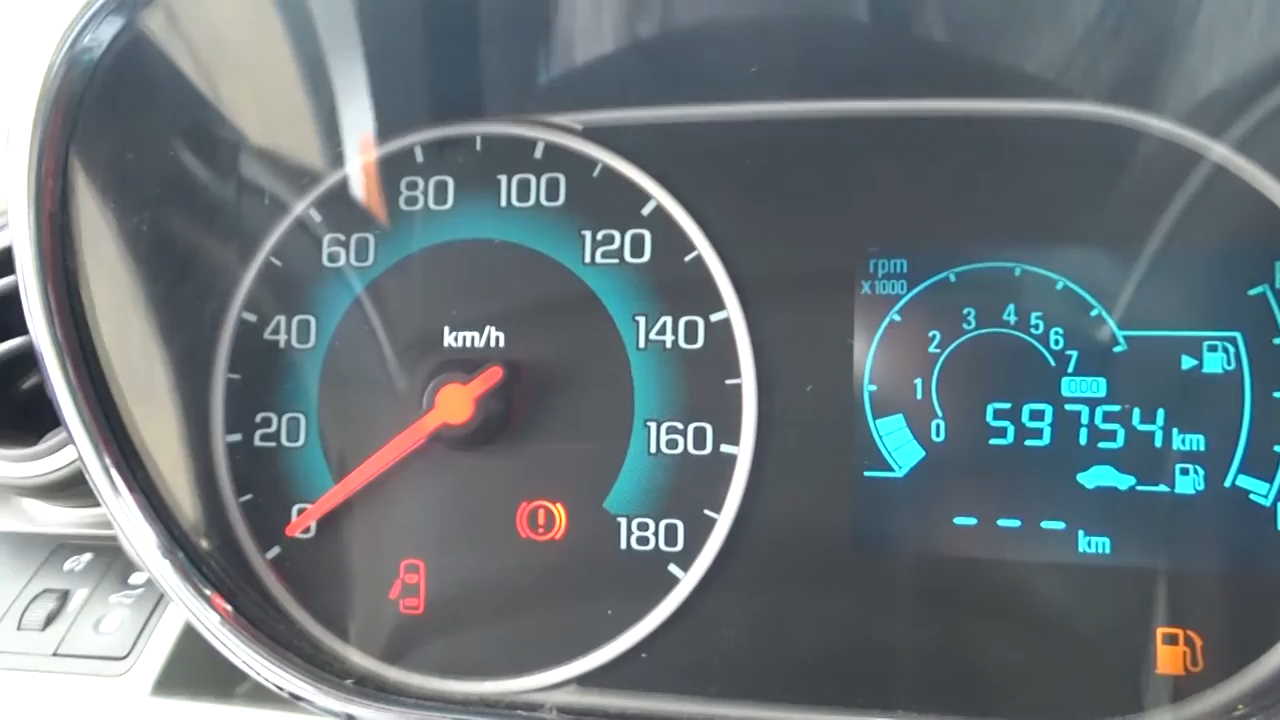 80 100
60 120
km/h
40 140
20 160
0 180
rpm
X1000
0 1 2 3 4 5 6 7
000
59754 km
--- km